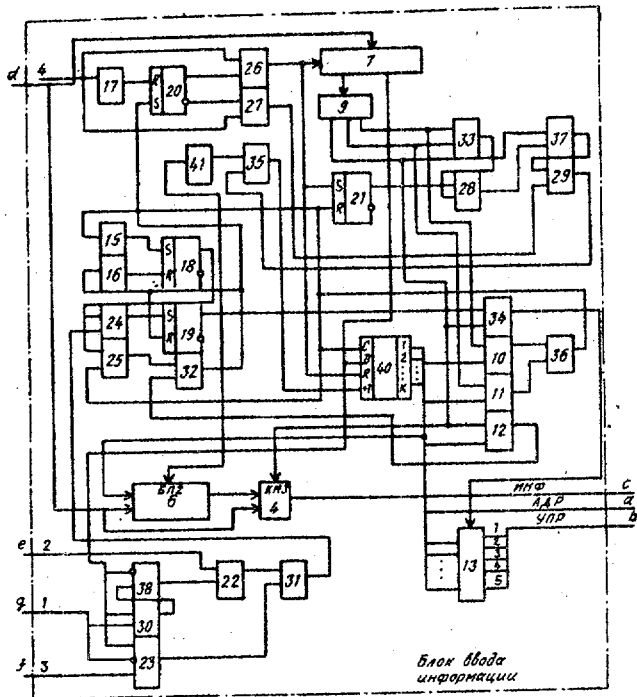 d 4
17
R
S
20
26
27
7
9
33
37
29
41
35
S
R
21
28
15
16
S
R
18
24
25
S
R
19
32
34
10
11
12
36
C
D
R
+1
40
1
2
К
БП2
6
КМ3
4
ИНФ
АДР
УПР
c
a
b
13
1
2
3
4
5
e 2
g 1
f 3
38
30
23
22
31
Блок ввода
информации